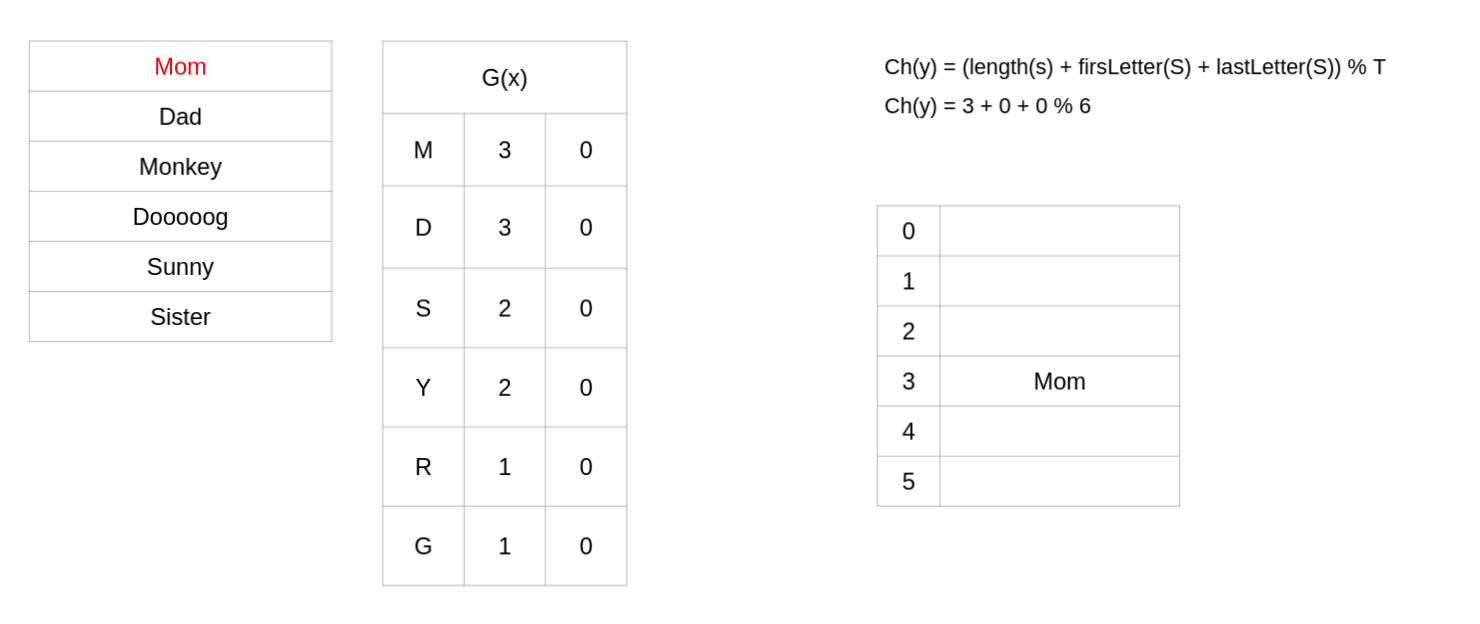 Mom
Dad
Monkey
Dooooog
Sunny
Sister
G(x)
M 3 0
D 3 0
S 2 0
Y 2 0
R 1 0
G 1 0
Ch(y) = (length(s) + firsLetter(S) + lastLetter(S)) % T
Ch(y) = 3 + 0 + 0 % 6
0
1
2
3 Mom
4
5